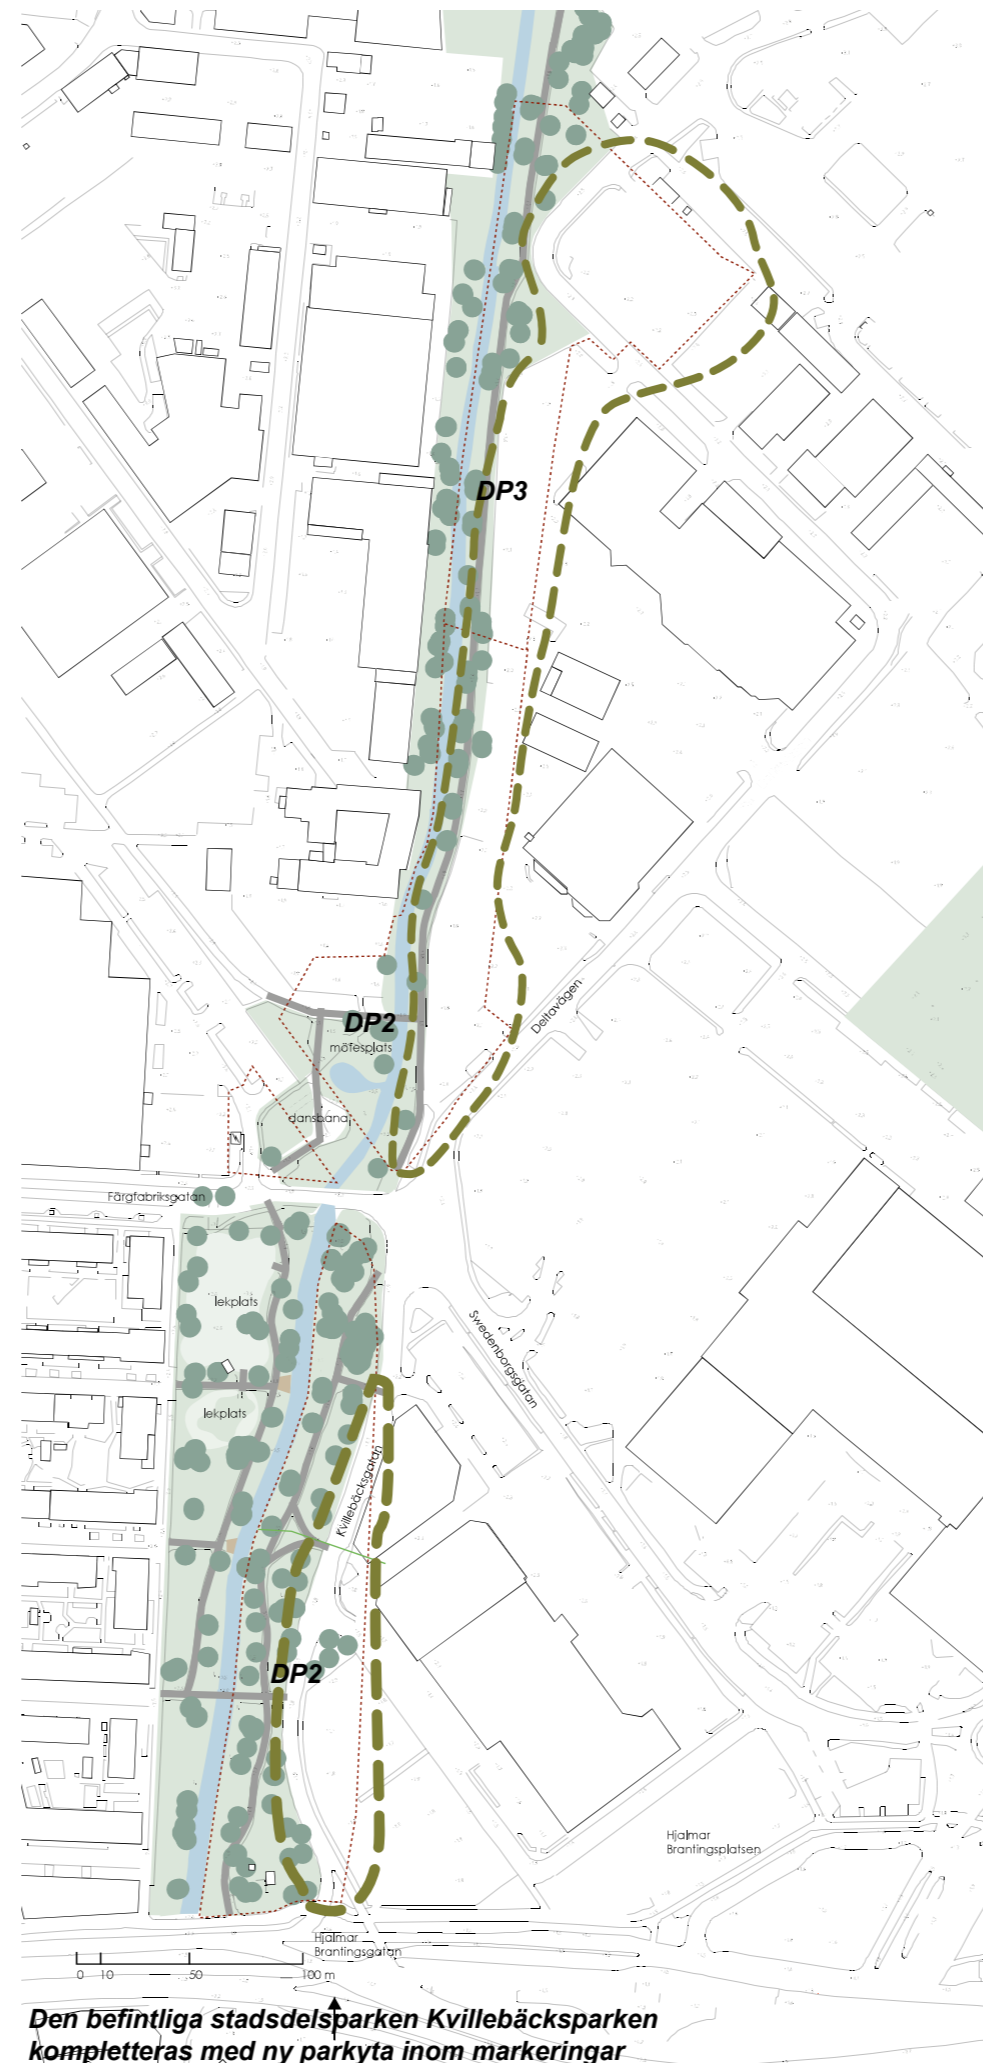 DP3
Deltavägen
DP2
mötesplats
dansbana
Färgfabriksgatan
lekplats
Swedenborgsgatan
lekplats
Kvillebäcksgatan
DP2
Hjalmar
Brantingsplatsen
Hjalmar
Brantingsgatan
0 10 50 100 m
Den befintliga stadsdelsparken Kvillebäcksparken
kompletteras med ny parkyta inom markeringar